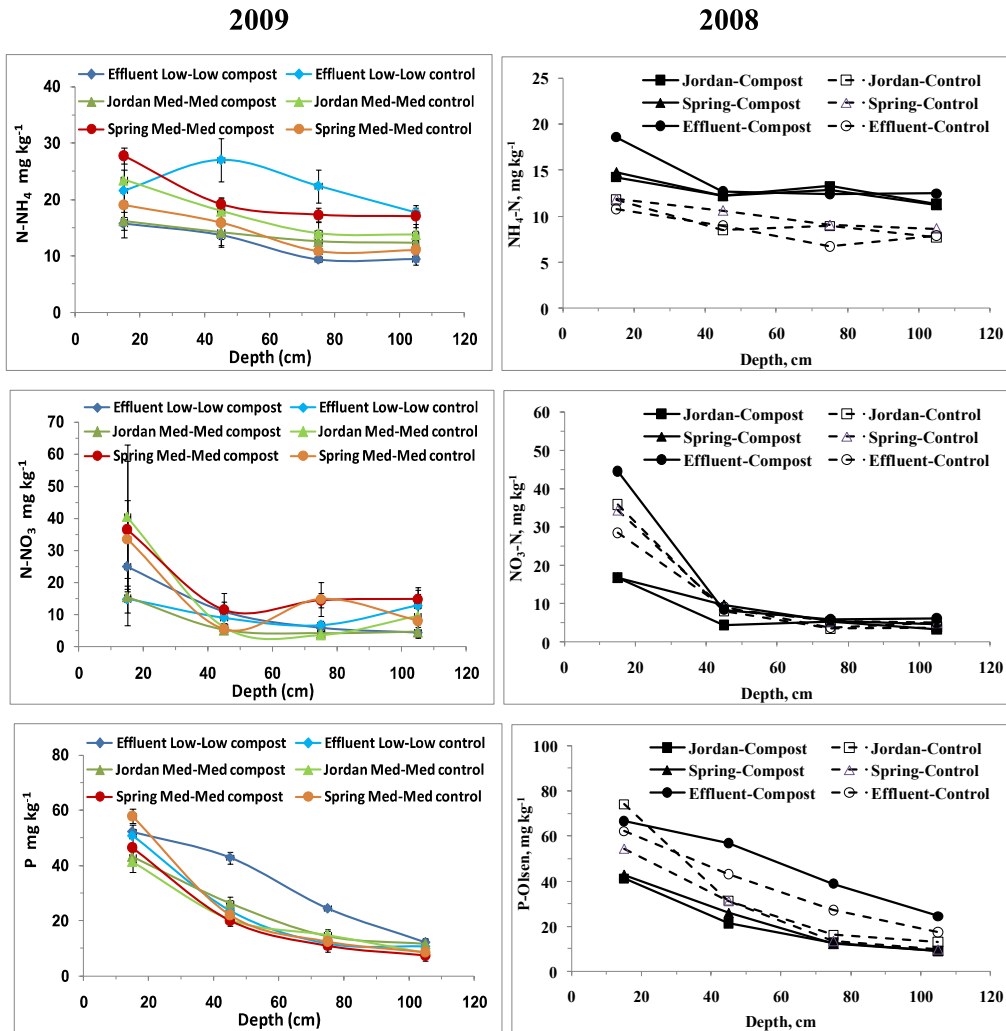 2009 2008
Effluent Low-Low compost Effluent Low-Low control
Jordan Med-Med compost Jordan Med-Med control
Spring Med-Med compost Spring Med-Med control
N-NH4 mg kg-1
40
30
20
10
0
0 20 40 60 80 100 120
Depth (cm)
Jordan-Compost Jordan-Control
Spring-Compost Spring-Control
Effluent-Compost Effluent-Control
NH4-N, mg kg-1
25
20
15
10
5
0
0 20 40 60 80 100 120
Depth, cm
Effluent Low-Low compost Effluent Low-Low control
Jordan Med-Med compost Jordan Med-Med control
Spring Med-Med compost Spring Med-Med control
N-NO3 mg kg-1
70
60
50
40
30
20
10
0
0 20 40 60 80 100 120
Depth (cm)
Jordan-Compost Jordan-Control
Spring-Compost Spring-Control
Effluent-Compost Effluent-Control
NO3-N, mg kg-1
60
50
40
30
20
10
0
0 20 40 60 80 100 120
Depth, cm
Effluent Low-Low compost Effluent Low-Low control
Jordan Med-Med compost Jordan Med-Med control
Spring Med-Med compost Spring Med-Med control
P mg kg-1
80
60
40
20
0
0 20 40 60 80 100 120
Depth (cm)
Jordan-Compost Jordan-Control
Spring-Compost Spring-Control
Effluent-Compost Effluent-Control
P-Olsen, mg kg-1
100
80
60
40
20
0
0 20 40 60 80 100 120
Depth, cm